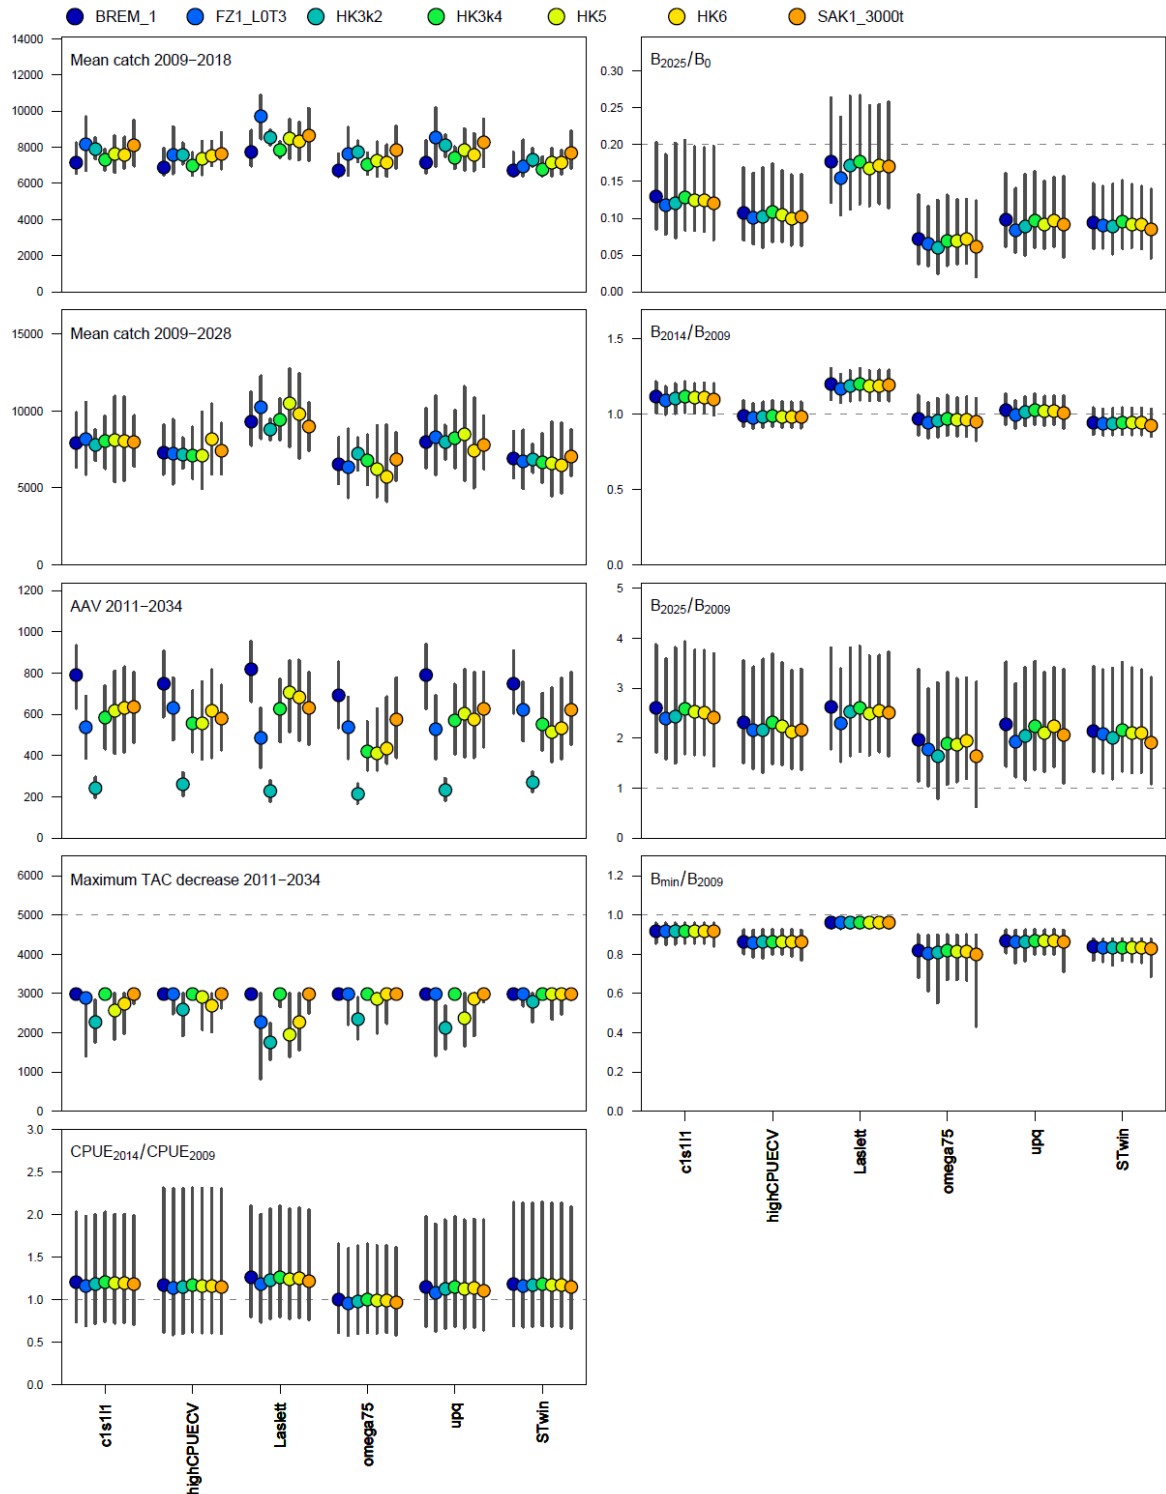 BREM_1 FZ1_L0T3 HK3k2 HK3k4 HK5 HK6 SAK1_3000t
Mean catch 2009−2018
14000
12000
10000
8000
6000
4000
2000
0
B2025/B0
0.30
0.25
0.20
0.15
0.10
0.05
0.00
Mean catch 2009−2028
15000
10000
5000
0
B2014/B2009
1.5
1.0
0.5
0.0
AAV 2011−2034
1200
1000
800
600
400
200
0
B2025/B2009
5
4
3
2
1
0
Maximum TAC decrease 2011−2034
6000
5000
4000
3000
2000
1000
0
Bmin/B2009
1.2
1.0
0.8
0.6
0.4
0.2
0.0
c1s1l1
highCPUECV
Laslett
omega75
upq
STwin
CPUE2014/CPUE2009
3.0
2.5
2.0
1.5
1.0
0.5
0.0
c1s1l1
highCPUECV
Laslett
omega75
upq
STwin